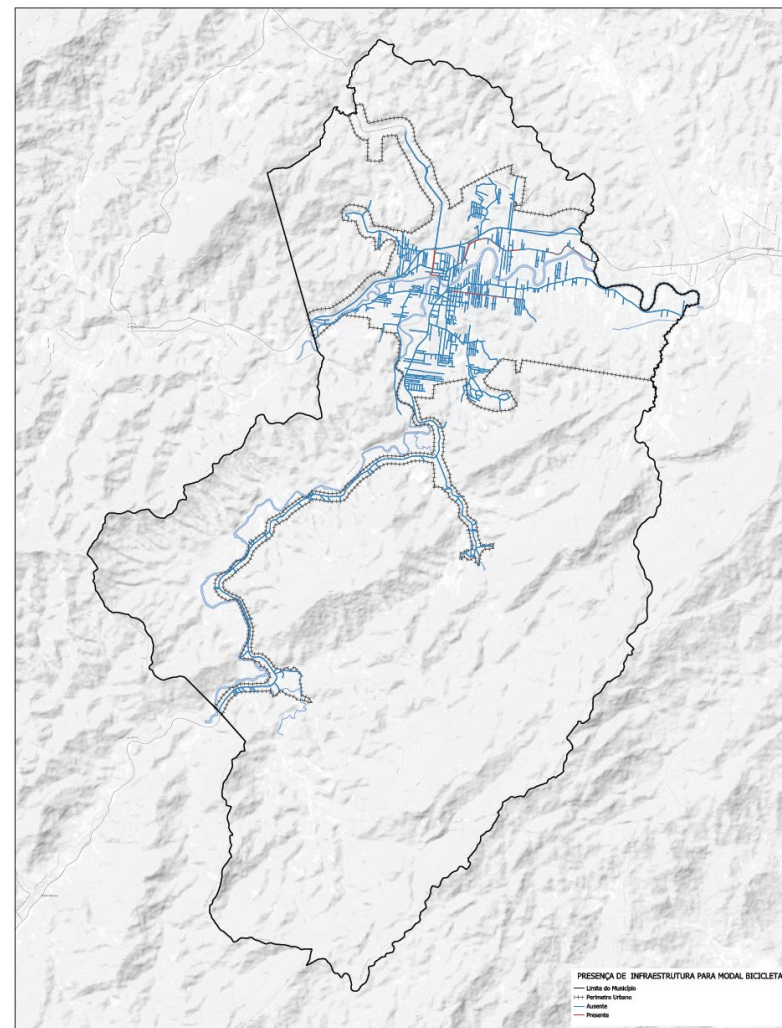 PRESENÇA DE INFRAESTRUTURA PARA MODAL BICICLETA
Limite do Município
Perímetro Urbano
Ausente
Presente